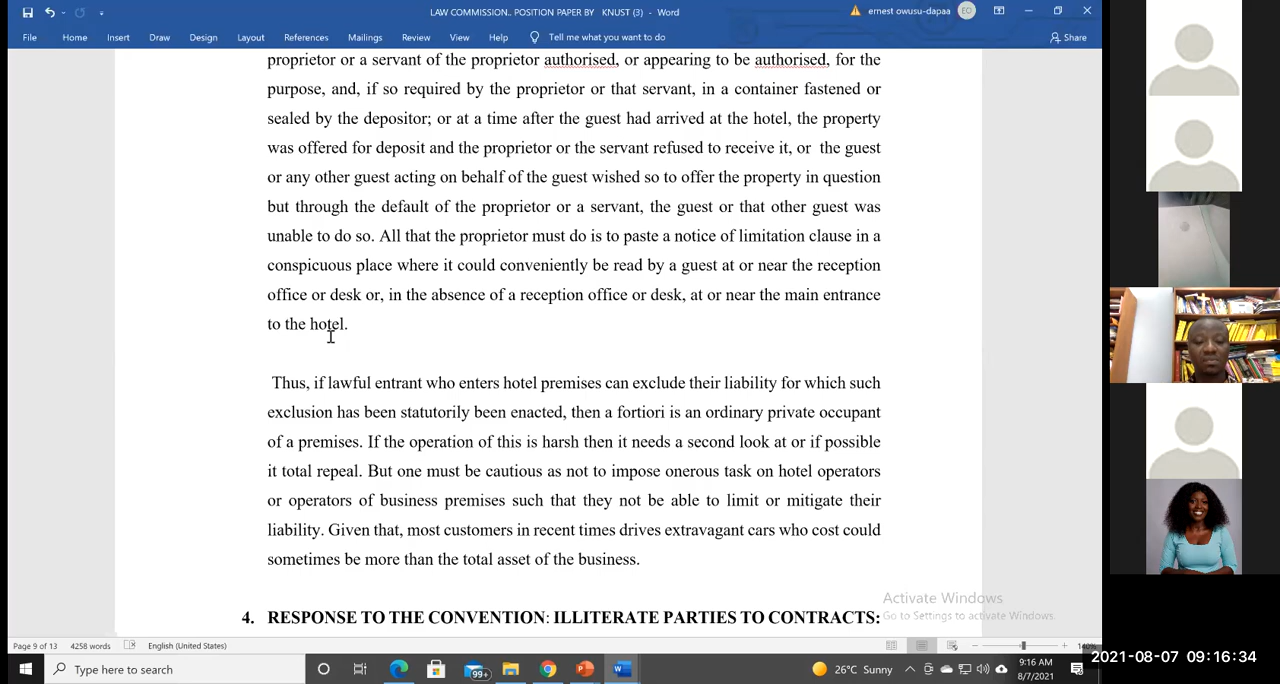 LAW COMMISSION.. POSITION PAPER BY KNUST (3) - Word
ernest owusu-dapaa
EO
File Home Insert Draw Design Layout References Mailings Review View Help Tell me what you want to do Share
proprietor or a servant of the proprietor authorised, or appearing to be authorised, for the
purpose, and, if so required by the proprietor or that servant, in a container fastened or
sealed by the depositor; or at a time after the guest had arrived at the hotel, the property
was offered for deposit and the proprietor or the servant refused to receive it, or the guest
or any other guest acting on behalf of the guest wished so to offer the property in question
but through the default of the proprietor or a servant, the guest or that other guest was
unable to do so. All that the proprietor must do is to paste a notice of limitation clause in a
conspicuous place where it could conveniently be read by a guest at or near the reception
office or desk or, in the absence of a reception office or desk, at or near the main entrance
to the hotel.
Thus, if lawful entrant who enters hotel premises can exclude their liability for which such
exclusion has been statutorily been enacted, then a fortiori is an ordinary private occupant
of a premises. If the operation of this is harsh then it needs a second look at or if possible
it total repeal. But one must be cautious as not to impose onerous task on hotel operators
or operators of business premises such that they not be able to limit or mitigate their
liability. Given that, most customers in recent times drives extravagant cars who cost could
sometimes be more than the total asset of the business.
4. RESPONSE TO THE CONVENTION: ILLITERATE PARTIES TO CONTRACTS:
Activate Windows
Go to Settings to activate Windows.
Page 9 of 13 4258 words English (United States) 140%
Type here to search
99+
26°C Sunny
9:16 AM
8/7/2021
2021-08-07 09:16:34